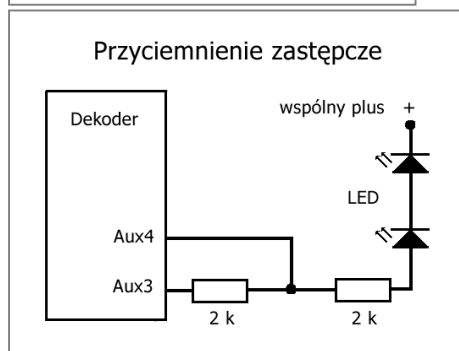 Przyciemnienie zastępcze
Dekoder
wspólny plus +
LED
Aux4
Aux3
2 k
2 k